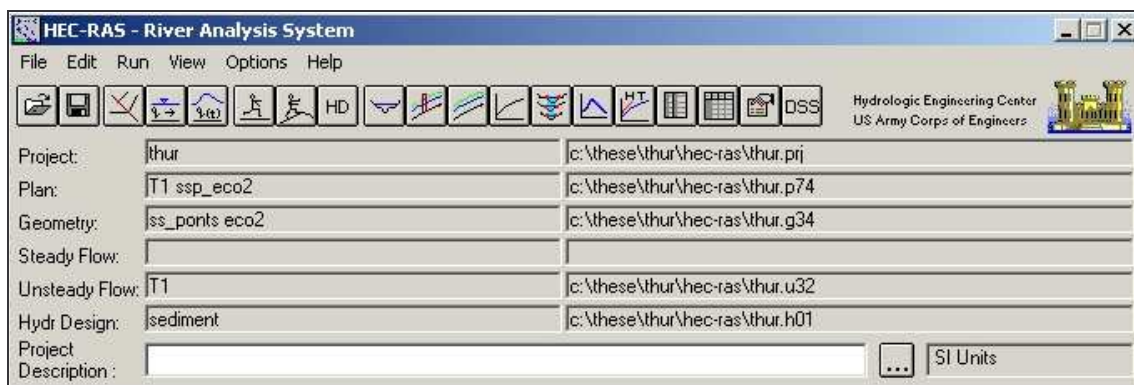 HEC-RAS - River Analysis System
File Edit Run View Options Help
HD HT DSS
Hydrologic Engineering Center
US Army Corps of Engineers
Project: thur c:\these\thur\hec-ras\thur.prj
Plan: T1 ssp_eco2 c:\these\thur\hec-ras\thur.p74
Geometry: ss_ponts eco2 c:\these\thur\hec-ras\thur.g34
Steady Flow:
Unsteady Flow: T1 c:\these\thur\hec-ras\thur.u32
Hydr Design: sediment c:\these\thur\hec-ras\thur.h01
Project
Description : ... SI Units